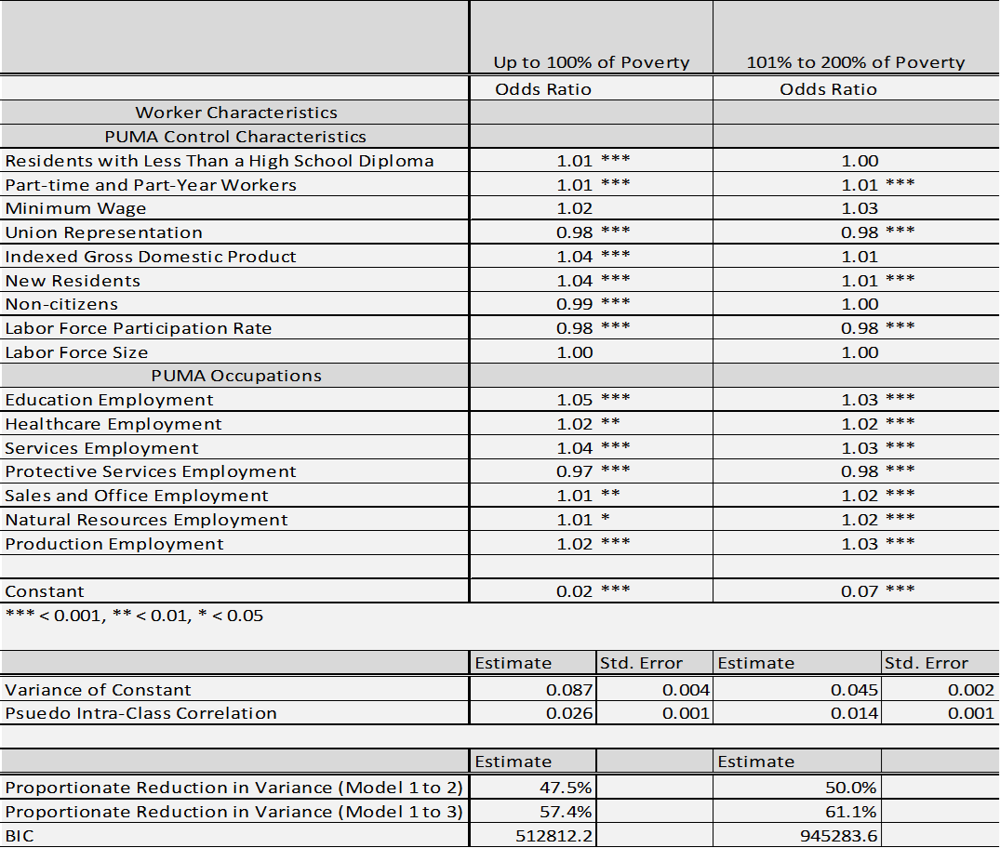 Up to 100% of Poverty 101% to 200% of Poverty
Odds Ratio Odds Ratio
Worker Characteristics
PUMA Control Characteristics
Residents with Less Than a High School Diploma 1.01 *** 1.00
Part-time and Part-Year Workers 1.01 *** 1.01 ***
Minimum Wage 1.02 1.03
Union Representation 0.98 *** 0.98 ***
Indexed Gross Domestic Product 1.04 *** 1.01
New Residents 1.04 *** 1.01 ***
Non-citizens 0.99 *** 1.00
Labor Force Participation Rate 0.98 *** 0.98 ***
Labor Force Size 1.00 1.00
PUMA Occupations
Education Employment 1.05 *** 1.03 ***
Healthcare Employment 1.02 ** 1.02 ***
Services Employment 1.04 *** 1.03 ***
Protective Services Employment 0.97 *** 0.98 ***
Sales and Office Employment 1.01 ** 1.02 ***
Natural Resources Employment 1.01 * 1.02 ***
Production Employment 1.02 *** 1.03 ***
Constant 0.02 *** 0.07 ***
*** < 0.001, ** < 0.01, * < 0.05
Estimate Std. Error Estimate Std. Error
Variance of Constant 0.087 0.004 0.045 0.002
Psuedo Intra-Class Correlation 0.026 0.001 0.014 0.001
Estimate Estimate
Proportionate Reduction in Variance (Model 1 to 2) 47.5% 50.0%
Proportionate Reduction in Variance (Model 1 to 3) 57.4% 61.1%
BIC 512812.2 945283.6